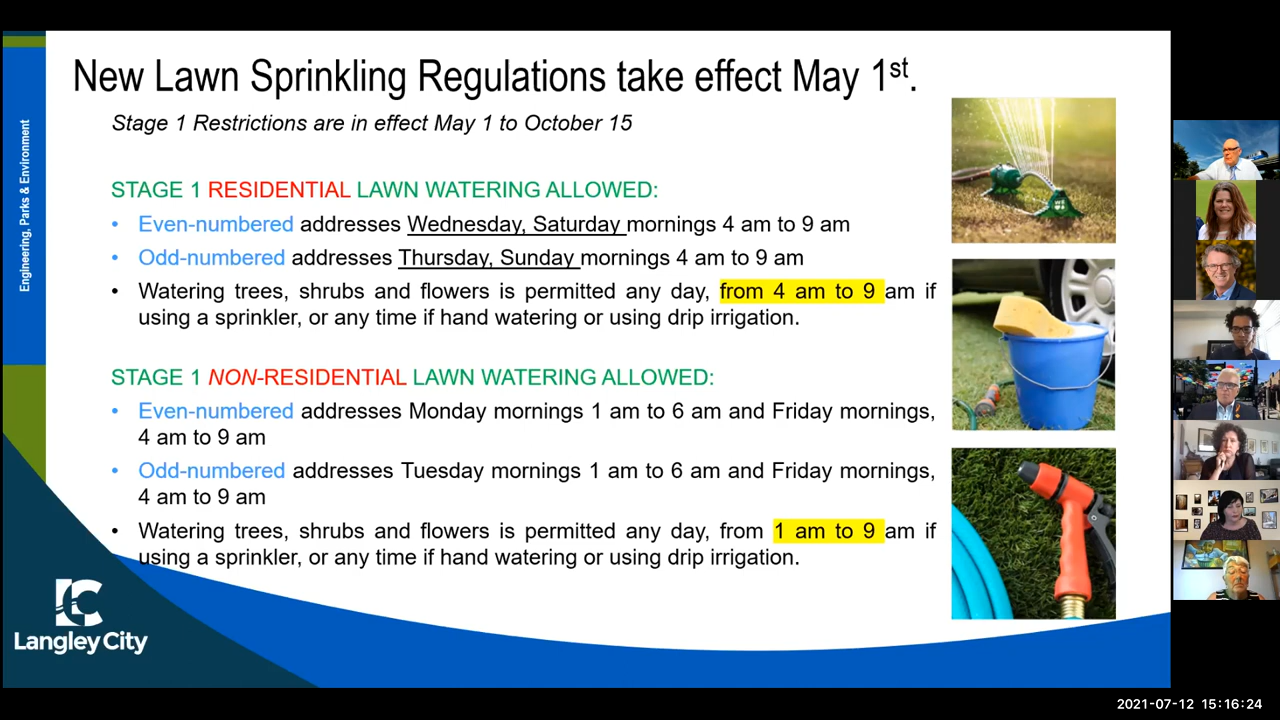 New Lawn Sprinkling Regulations take effect May 1st.
Stage 1 Restrictions are in effect May 1 to October 15
Engineering, Parks & Environment
STAGE 1 RESIDENTIAL LAWN WATERING ALLOWED:
• Even-numbered addresses Wednesday, Saturday mornings 4 am to 9 am
• Odd-numbered addresses Thursday, Sunday mornings 4 am to 9 am
• Watering trees, shrubs and flowers is permitted any day, from 4 am to 9 am if
using a sprinkler, or any time if hand watering or using drip irrigation.
STAGE 1 NON-RESIDENTIAL LAWN WATERING ALLOWED:
• Even-numbered addresses Monday mornings 1 am to 6 am and Friday mornings,
4 am to 9 am
• Odd-numbered addresses Tuesday mornings 1 am to 6 am and Friday mornings,
4 am to 9 am
• Watering trees, shrubs and flowers is permitted any day, from 1 am to 9 am if
using a sprinkler, or any time if hand watering or using drip irrigation.
LC
Langley City
2021-07-12 15:16:24